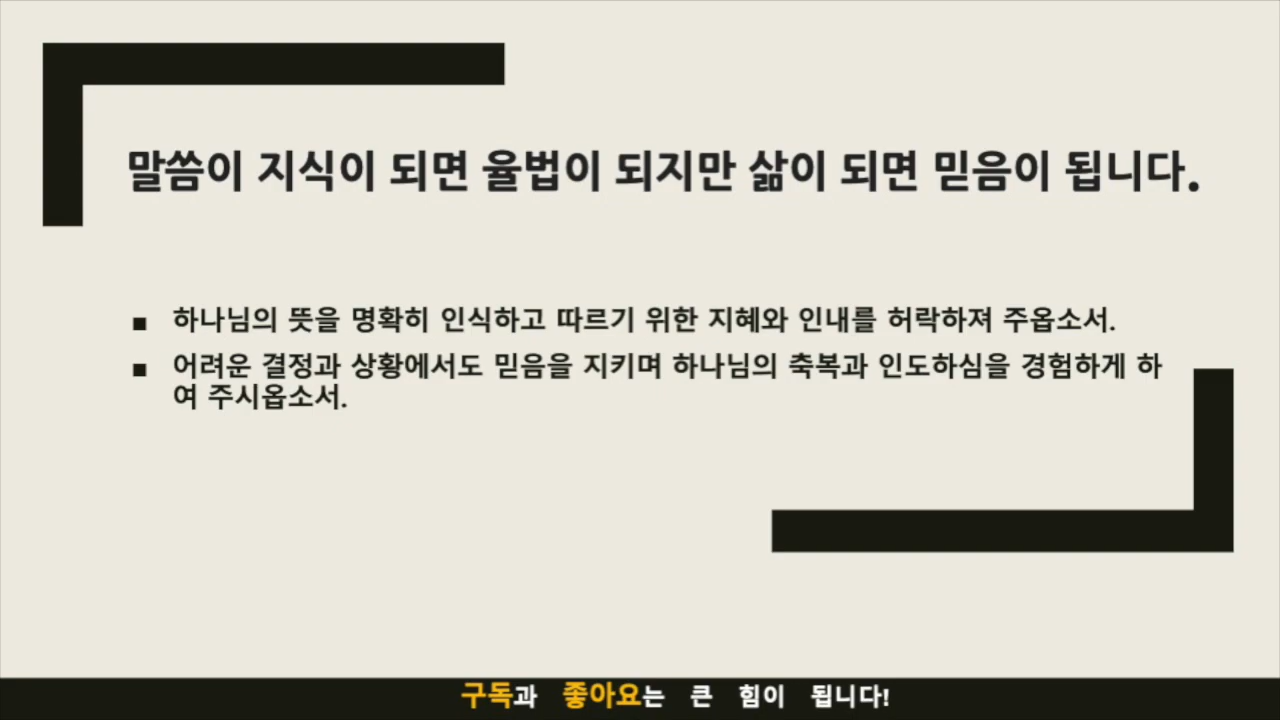 말씀이 지식이 되면 율법이 되지만 삶이 되면 믿음이 됩니다.
■ 하나님의 뜻을 명확히 인식하고 따르기 위한 지혜와 인내를 허락하져 주옵소서.
■ 어려운 결정과 상황에서도 믿음을 지키며 하나님의 축복과 인도하심을 경험하게 하
여 주시옵소서.
구독과 좋아요는 큰 힘이 됩니다!